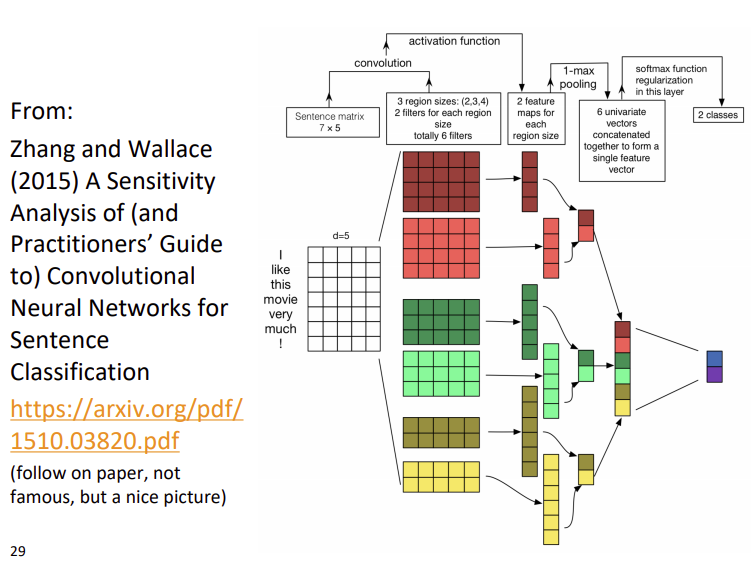 From:
Zhang and Wallace
(2015) A Sensitivity
Analysis of (and
Practitioners’ Guide
to) Convolutional
Neural Networks for
Sentence
Classification
https://arxiv.org/pdf/
1510.03820.pdf
(follow on paper, not
famous, but a nice picture)
29
activation function
convolution
Sentence matrix
7 × 5
3 region sizes: (2,3,4)
2 filters for each region
size
totally 6 filters
2 feature
maps for
each
region size
1-max
pooling
6 univariate
vectors
concatenated
together to form a
single feature
vector
softmax function
regularization
in this layer
2 classes
d=5
I
like
this
movie
very
much
!